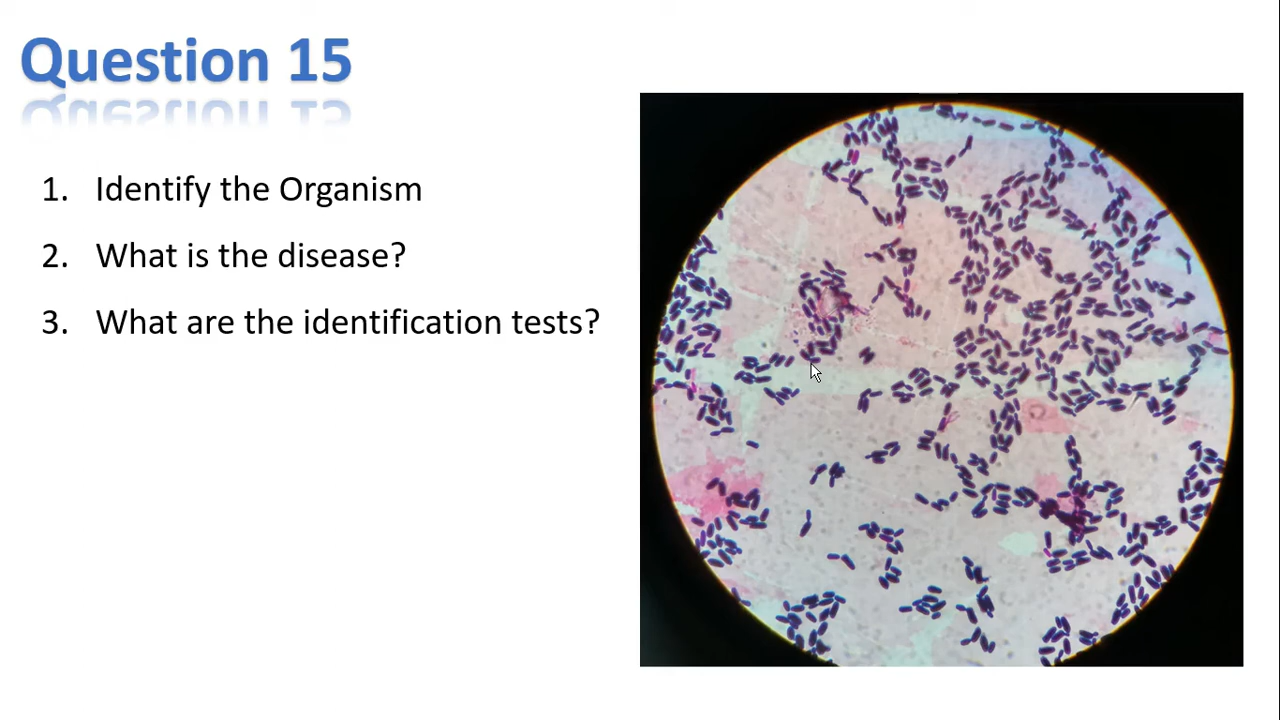 Question 15
1. Identify the Organism
2. What is the disease?
3. What are the identification tests?